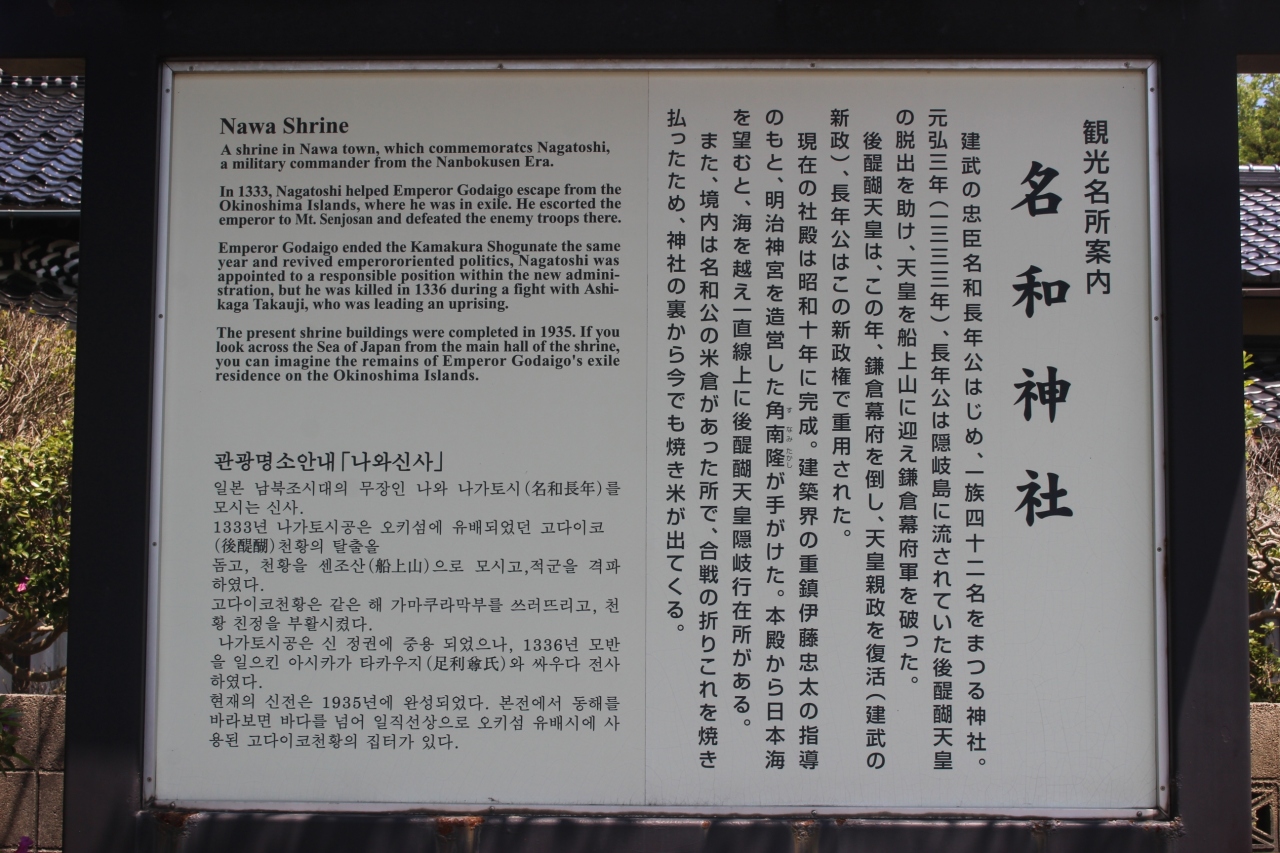 観光名所案内
名和神社
建武の忠臣名和長年公はじめ、一族四十二名をまつる神社。
元弘三年（一三三三年）、長年公は隠岐島に流されていた後醍醐天皇
の脱出を助け、天皇を船上山に迎え鎌倉幕府軍を破った。
後醍醐天皇は、この年、鎌倉幕府を倒し、天皇親政を復活（建武の
新政）、長年公はこの新政権で重用された。
現在の社殿は昭和十年に完成。建築界の重鎮伊藤忠太の指導
のもと、明治神宮を造営した角南隆が手がけた。本殿から日本海
す なみ たかし
を望むと、海を越え一直線上に後醍醐天皇隠岐行在所がある。
また、境内は名和公の米倉があった所で、合戦の折りこれを焼き
払ったため、神社の裏から今でも焼き米が出てくる。
Nawa Shrine
A shrine in Nawa town, which commemoratcs Nagatoshi,
a military commander from the Nanbokusen Era.
In 1333, Nagatoshi helped Emperor Godaigo escape from the
Okinoshima Islands, where he was in exile. He escorted the
emperor to Mt. Senjosan and defeated the enemy troops there.
Emperor Godaigo ended the Kamakura Shogunate the same
year and revived emperororiented politics, Nagatoshi was
appointed to a responsible position within the new admini-
stration, but he was killed in 1336 during a fight with Ashi-
kaga Takauji, who was leading an uprising.
The present shrine buildings were completed in 1935. If you
look across the Sea of Japan from the main hall of the shrine,
you can imagine the remains of Emperor Godaigo's exile
residence on the Okinoshima Islands.
관광명소안내「나와신사」
일본 남북조시대의 무장인 나와 나가토시(名和長年)를
모시는 신사.
1333년 나가토시공은 오키섬에 유배되었던 고다이코
(後醍醐)천황의 탈출올
돕고, 천황을 센조산(船上山)으로 모시고,적군을 격파
하였다.
고다이코천황은 같은 해 가마쿠라막부를 쓰러뜨리고, 천
황 친정을 부활시켰다.
나가토시공은 신 정권에 중용 되었으나, 1336년 모반
을 일으킨 아시카가 타카우지(足利尊氏)와 싸우다 전사
하였다.
현재의 신전은 1935년에 완성되었다. 본전에서 동해를
바라보면 바다를 넘어 일직선상으로 오키섬 유배시에 사
용된 고다이코천황의 집터가 있다.